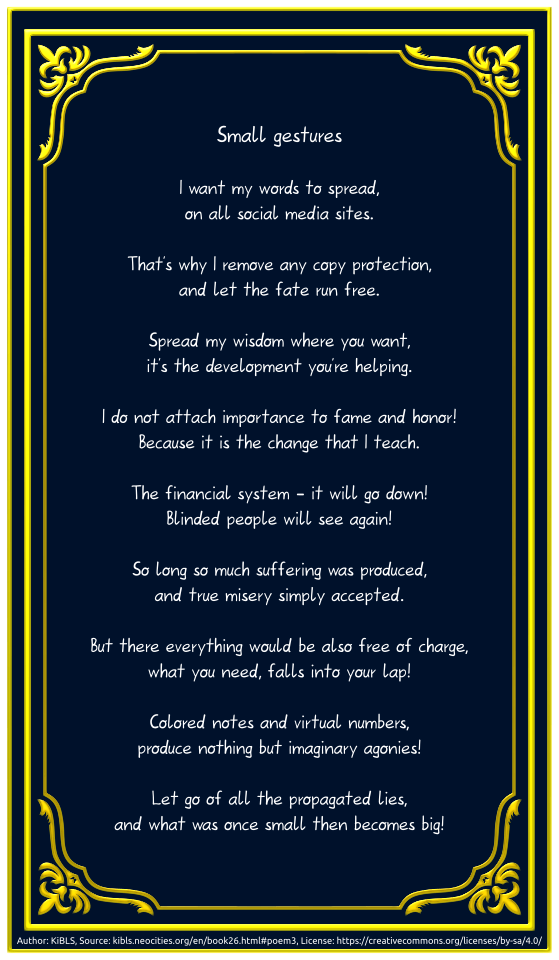 Small gestures
I want my words to spread,
on all social media sites.
That's why I remove any copy protection,
and let the fate run free.
Spread my wisdom where you want,
it's the development you're helping.
I do not attach importance to fame and honor!
Because it is the change that I teach.
The financial system – it will go down!
Blinded people will see again!
So long so much suffering was produced,
and true misery simply accepted.
But there everything would be also free of charge,
what you need, falls into your lap!
Colored notes and virtual numbers,
produce nothing but imaginary agonies!
Let go of all the propagated lies,
and what was once small then becomes big!
Author: KiBLS, Source: kibls.neocities.org/en/book26.html#poem3, License: https://creativecommons.org/licenses/by-sa/4.0/